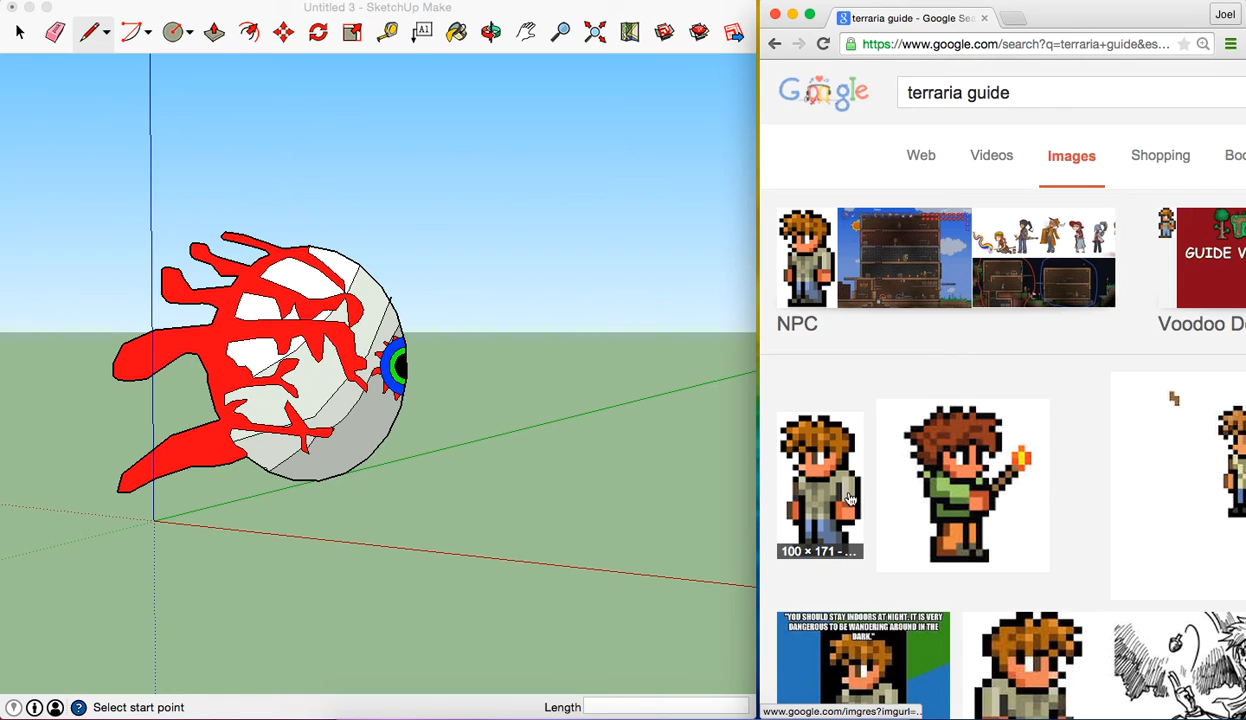 Untitled 3 - SketchUp Make
A1
Select start point
Length
terraria guide - Google Sea
Joel
https://www.google.com/search?q=terraria+guide&es...
Google
terraria guide
Web
Videos
Images
Shopping
Boo
GUIDE V
NPC
Voodoo D
100 × 171 - ...
"YOU SHOULD STAY INDOORS AT NIGHT. IT IS VERY
DANGEROUS TO BE WANDERING AROUND IN THE
DARK."
www.google.com/imgres?imgurl=...